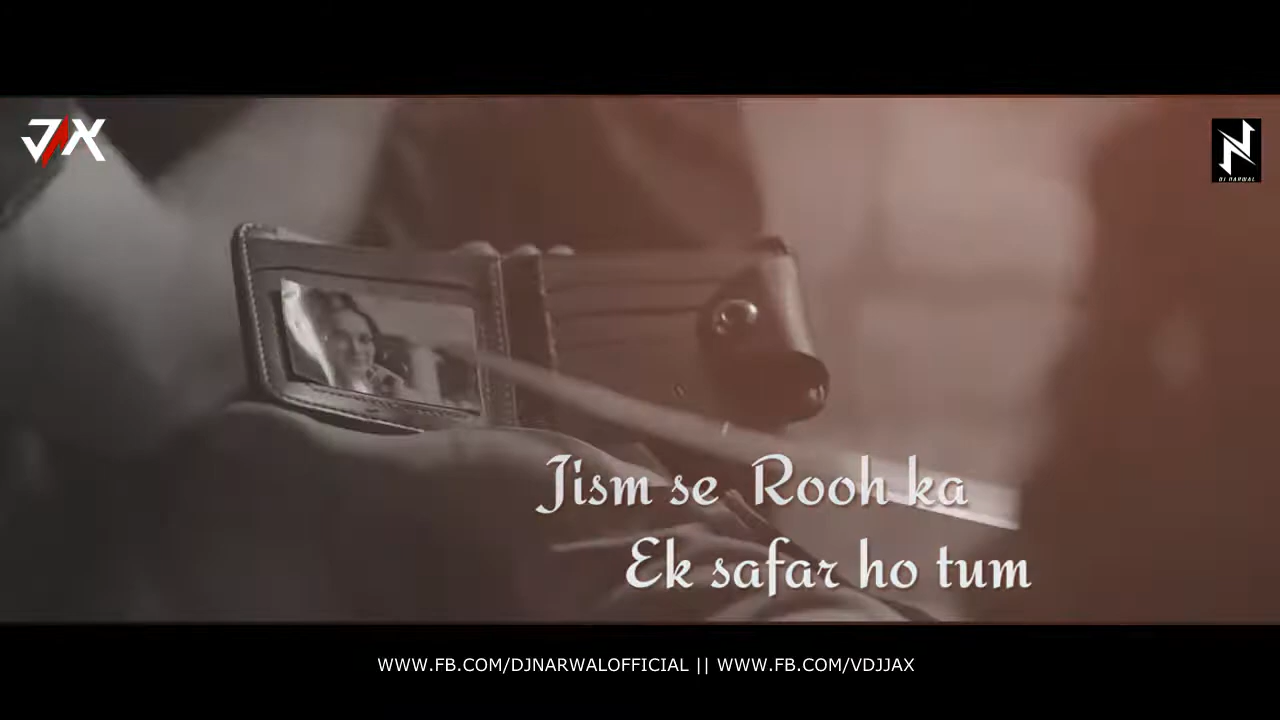 JAX
N
DJ NARWAL
Jism se Rooh ka
Ek safar ho tum
WWW.FB.COM/DJNARWALOFFICIAL || WWW.FB.COM/VDJJAX